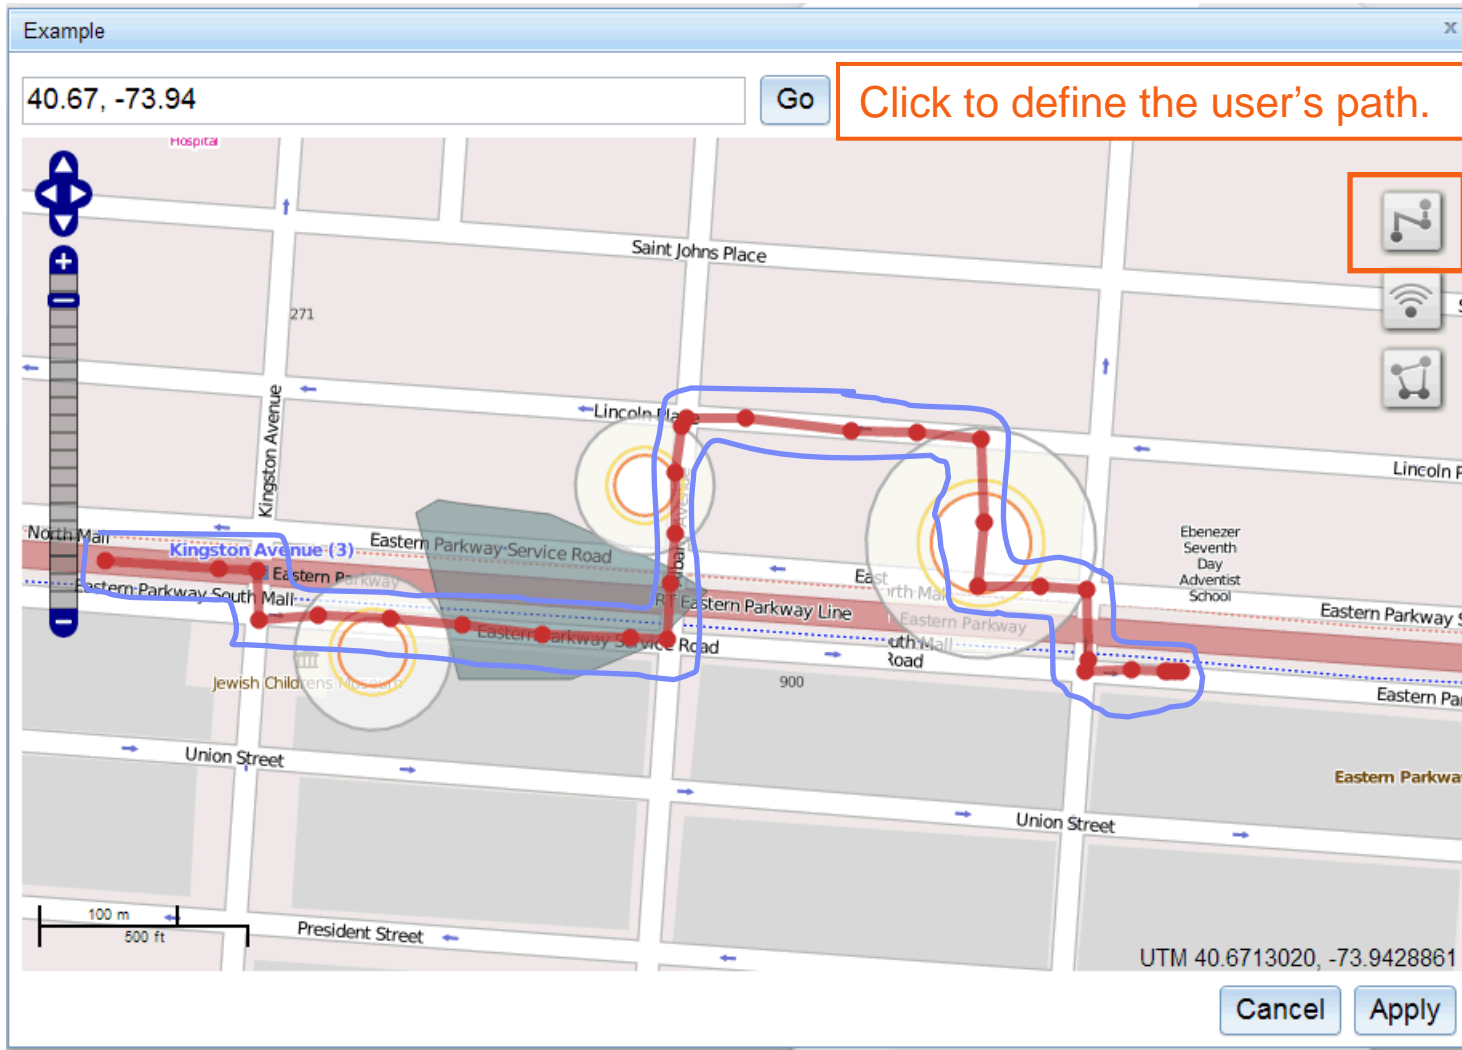 Example
x
40.67, -73.94
Go
Click to define the user's path.
Hospital
Saint Johns Place
271
Kingston Avenue
Lincoln Place
Lincoln
North Mall
Kingston Avenue (3)
Eastern Parkway Service Road
Eastern Parkway
Eastern Parkway South Mall
Eastern Parkway Line
Eastern Parkway
Ebenezer
Seventh
Day
Adventist
School
Eastern Parkway S
Eastern Parkway Service Road
Road
Jewish Childrens Museum
900
Eastern Pa
Union Street
Eastern Parkwa
Union Street
100 m
500 ft
President Street
UTM 40.6713020, -73.9428861
Cancel
Apply